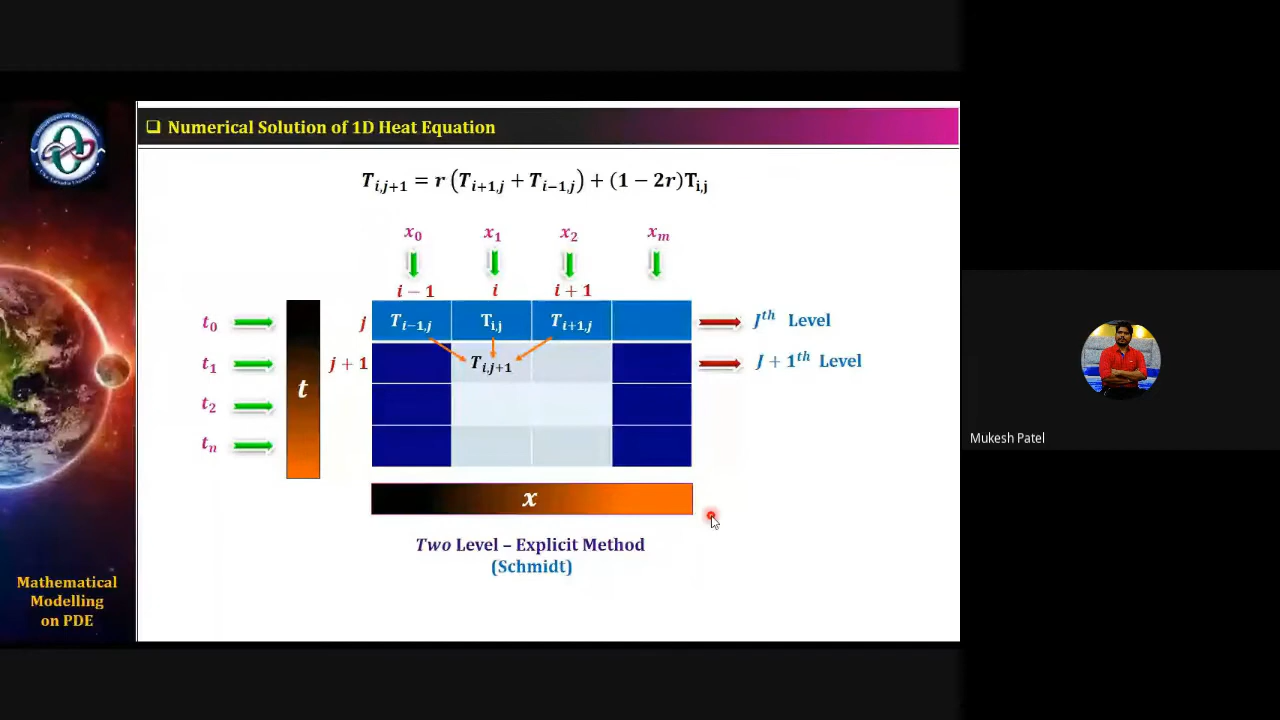 ❑ Numerical Solution of 1D Heat Equation
T_{i,j+1} = r (T_{i+1,j} + T_{i−1,j}) + (1 − 2r)T_{i,j}
x_0 x_1 x_2 x_m
i − 1 i i + 1
t_0 j T_{i−1,j} T_{i,j} T_{i+1,j} J^{th} Level
t_1 j + 1 T_{i,j+1} J + 1^{th} Level
t
t_2
t_n
x
Two Level – Explicit Method
(Schmidt)
Mathematical
Modelling
on PDE
Mukesh Patel